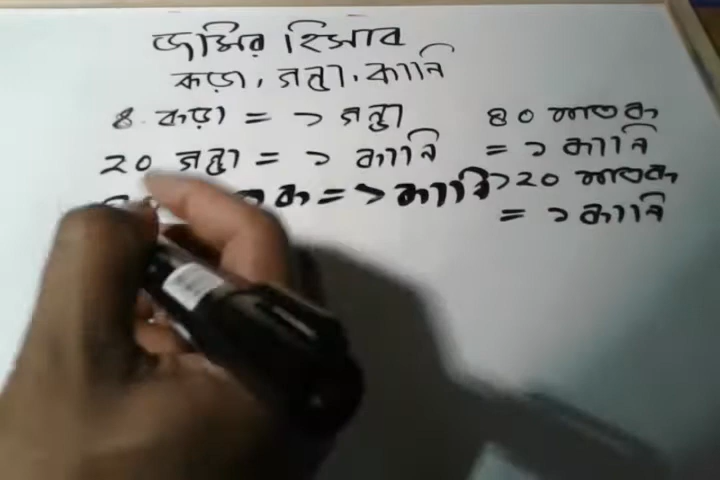 জমির হিসাব
কড়া, গন্ডা, কানি
৪ কড়া = ১ গন্ডা
২০ গন্ডা = ১ কানি
ক = ১ কানি
৪০ শতক
= ১ কানি
১২০ শতক
= ১ কানি